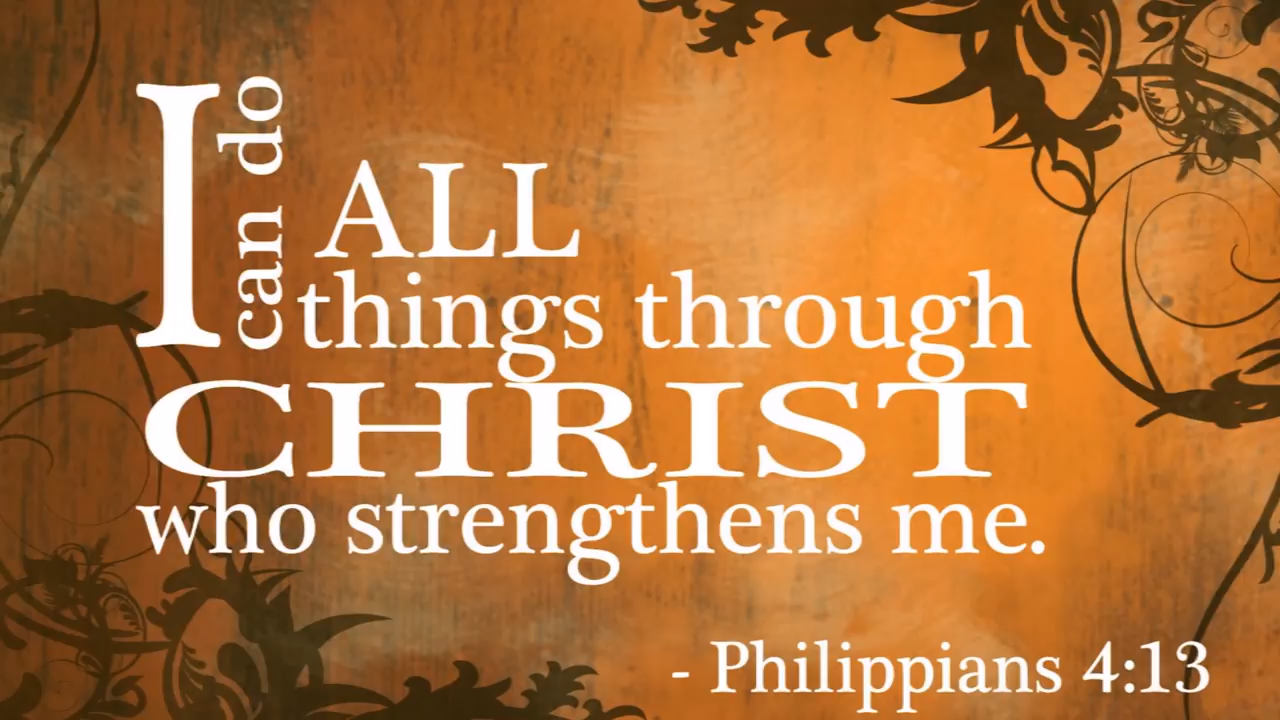 I can do ALL
things through
CHRIST
who strengthens me.
- Philippians 4:13